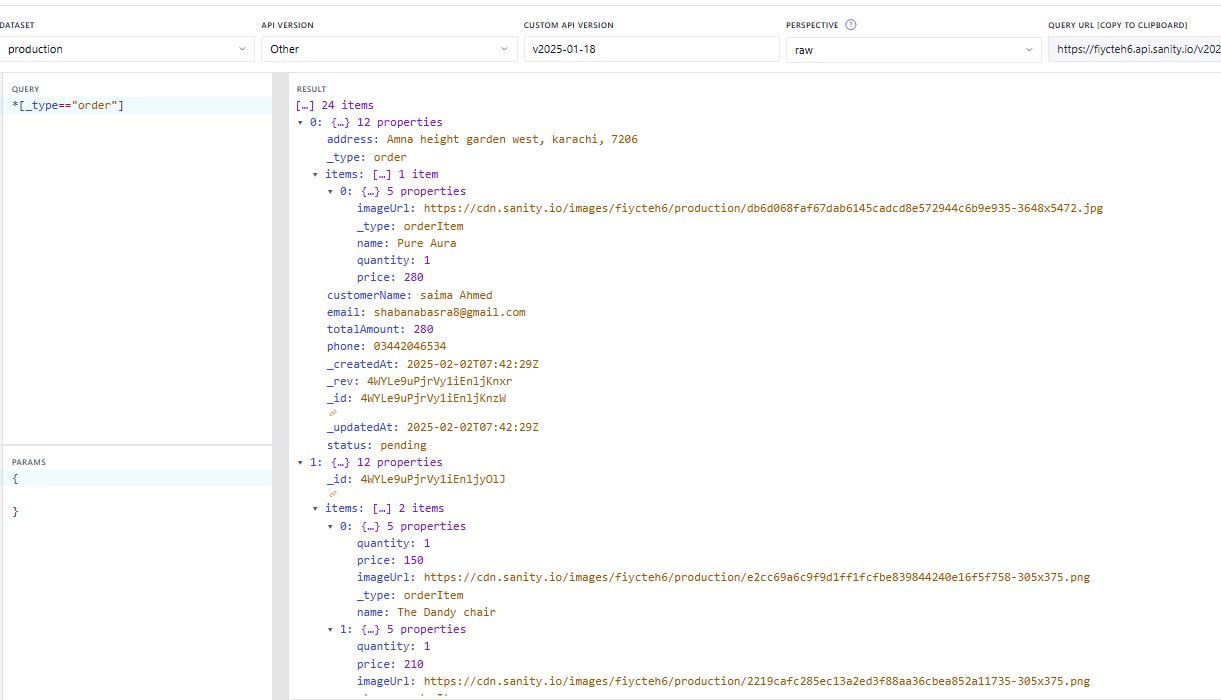 DATASET
API VERSION
CUSTOM API VERSION
PERSPECTIVE
QUERY URL [COPY TO CLIPBOARD]
production
Other
v2025-01-18
raw
https://fiycteh6.api.sanity.io/v202
QUERY
*[_type=="order"]
PARAMS
{
}
RESULT
[…] 24 items
0: {…} 12 properties
address: Amna height garden west, karachi, 7206
_type: order
items: […] 1 item
0: {…} 5 properties
imageUrl: https://cdn.sanity.io/images/fiycteh6/production/db6d068faf67dab6145cadcd8e572944c6b9e935-3648x5472.jpg
_type: orderItem
name: Pure Aura
quantity: 1
price: 280
customerName: saima Ahmed
email: shabanabasra8@gmail.com
totalAmount: 280
phone: 03442046534
_createdAt: 2025-02-02T07:42:29Z
_rev: 4WYLe9uPjrVy1iEnljKnxr
_id: 4WYLe9uPjrVy1iEnljKnzW
_updatedAt: 2025-02-02T07:42:29Z
status: pending
1: {…} 12 properties
_id: 4WYLe9uPjrVy1iEnljyOlJ
items: […] 2 items
0: {…} 5 properties
quantity: 1
price: 150
imageUrl: https://cdn.sanity.io/images/fiycteh6/production/e2cc69a6c9f9d1ff1fcfbe839844240e16f5f758-305x375.png
_type: orderItem
name: The Dandy chair
1: {…} 5 properties
quantity: 1
price: 210
imageUrl: https://cdn.sanity.io/images/fiycteh6/production/2219cafc285ec13a2ed3f88aa36cbea852a11735-305x375.png